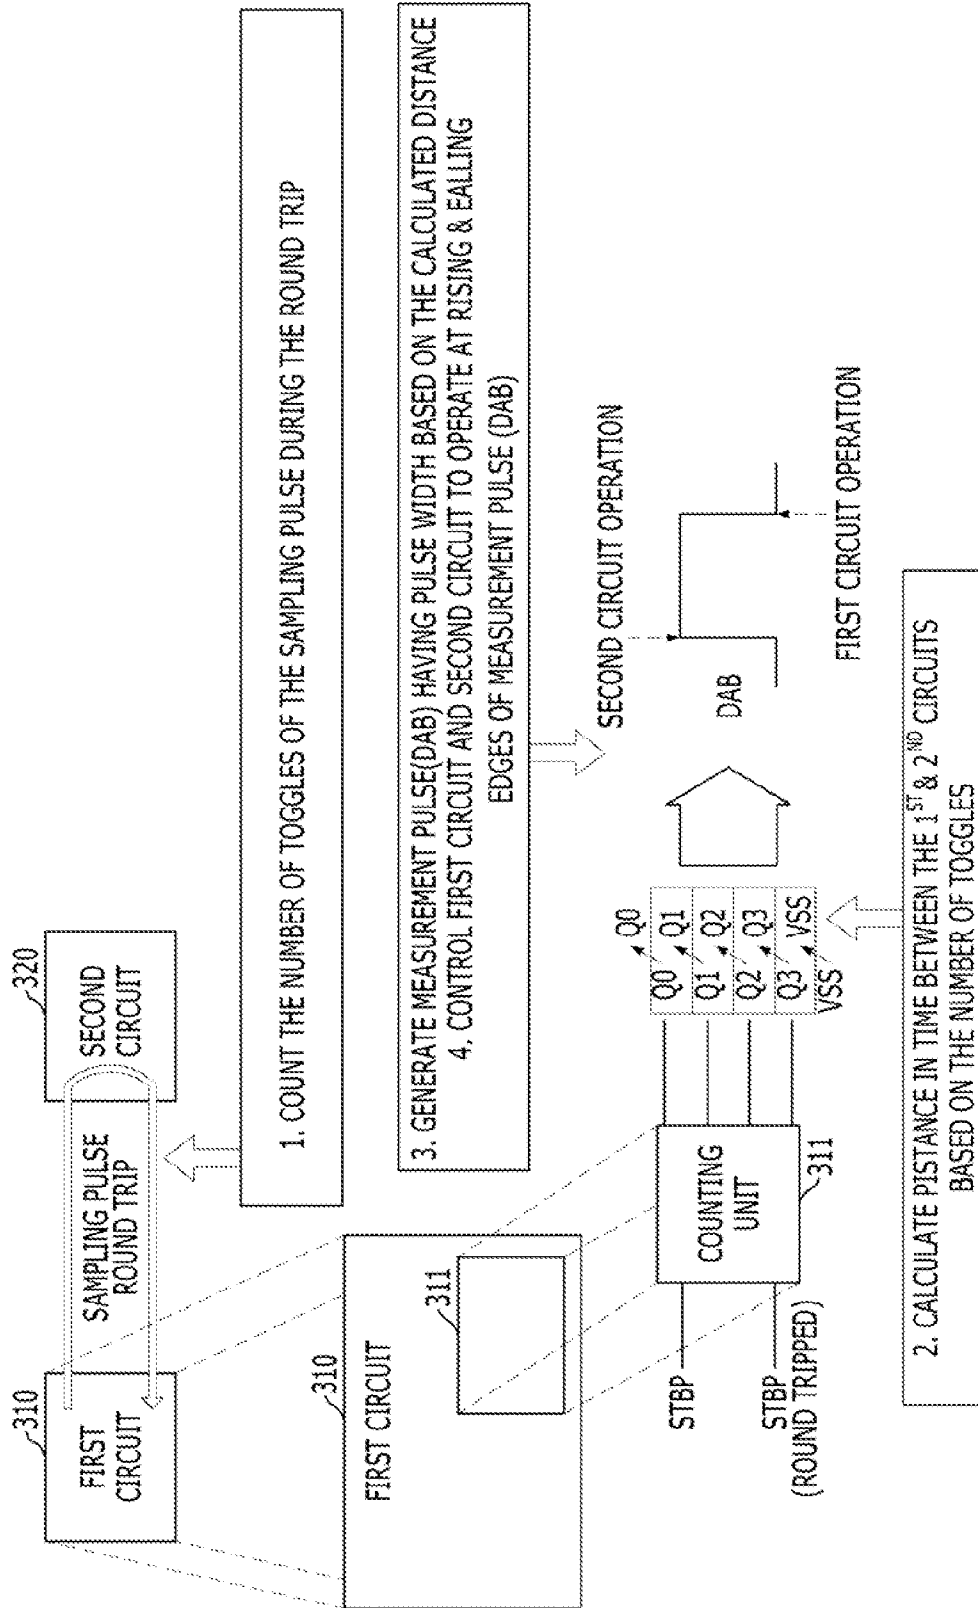 310
FIRST
CIRCUIT
SAMPLING PULSE
ROUND TRIP
320
SECOND
CIRCUIT
1. COUNT THE NUMBER OF TOGGLES OF THE SAMPLING PULSE DURING THE ROUND TRIP
310
FIRST CIRCUIT
311
3. GENERATE MEASUREMENT PULSE(DAB) HAVING PULSE WIDTH BASED ON THE CALCULATED DISTANCE
4, CONTROL FIRST CIRCUIT AND SECOND CIRCUIT TO OPERATE AT RISING & EALLING
EDGES OF MEASUREMENT PULSE (DAB)
STBP
STBP
(ROUND TRIPPED)
COUNTING
UNIT
311
Q0
Q0 Q1
Q1 Q2
Q2 Q3
Q3 VSS
VSS
DAB
SECOND CIRCUIT OPERATION
FIRST CIRCUIT OPERATION
2. CALCULATE PISTANCE IN TIME BETWEEN THE 1ST & 2ND CIRCUITS
BASED ON THE NUMBER OF TOGGLES